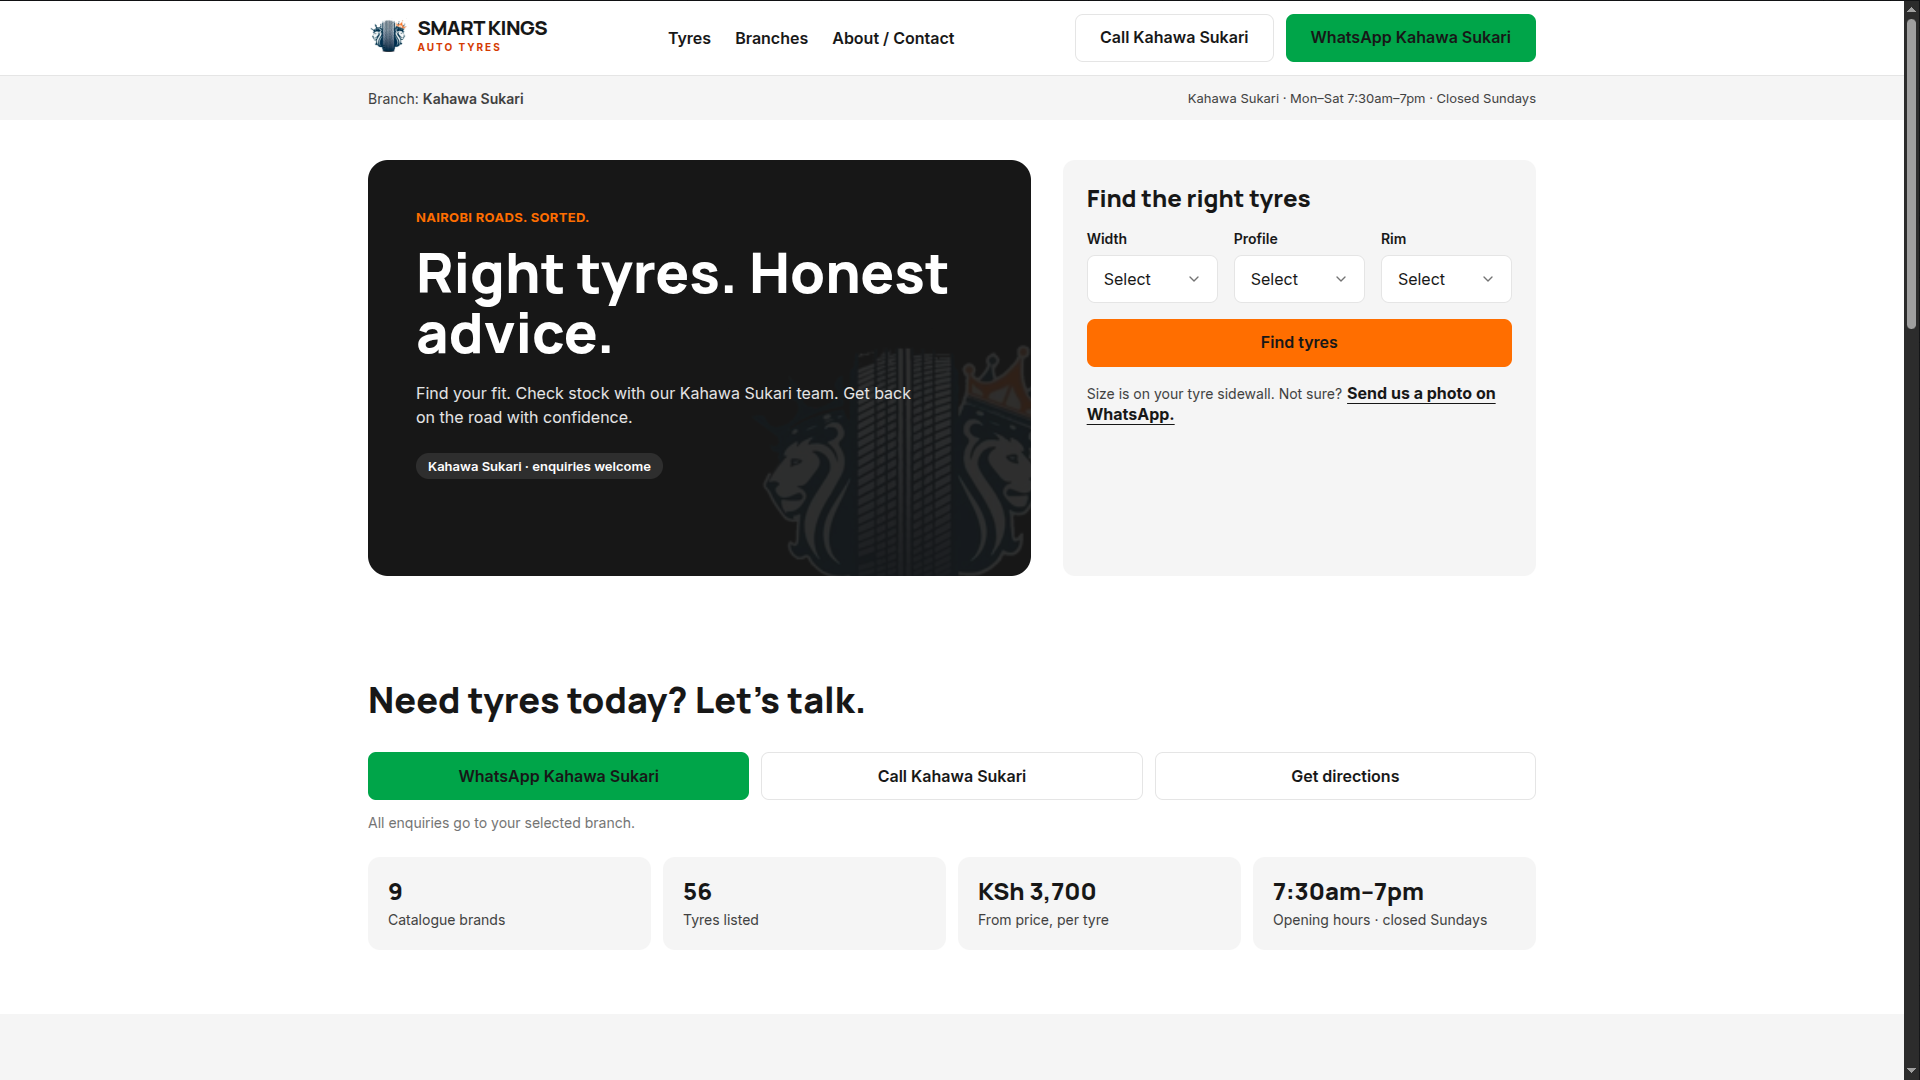 SMART KINGS
AUTO TYRES
Tyres
Branches
About / Contact
Call Kahawa Sukari
WhatsApp Kahawa Sukari
Branch: Kahawa Sukari
Kahawa Sukari · Mon–Sat 7:30am–7pm · Closed Sundays
NAIROBI ROADS. SORTED.
Right tyres. Honest
advice.
Find your fit. Check stock with our Kahawa Sukari team. Get back
on the road with confidence.
Kahawa Sukari · enquiries welcome
Find the right tyres
Width
Profile
Rim
Select
Select
Select
Find tyres
Size is on your tyre sidewall. Not sure? Send us a photo on
WhatsApp.
Need tyres today? Let’s talk.
WhatsApp Kahawa Sukari
Call Kahawa Sukari
Get directions
All enquiries go to your selected branch.
9
Catalogue brands
56
Tyres listed
KSh 3,700
From price, per tyre
7:30am–7pm
Opening hours · closed Sundays